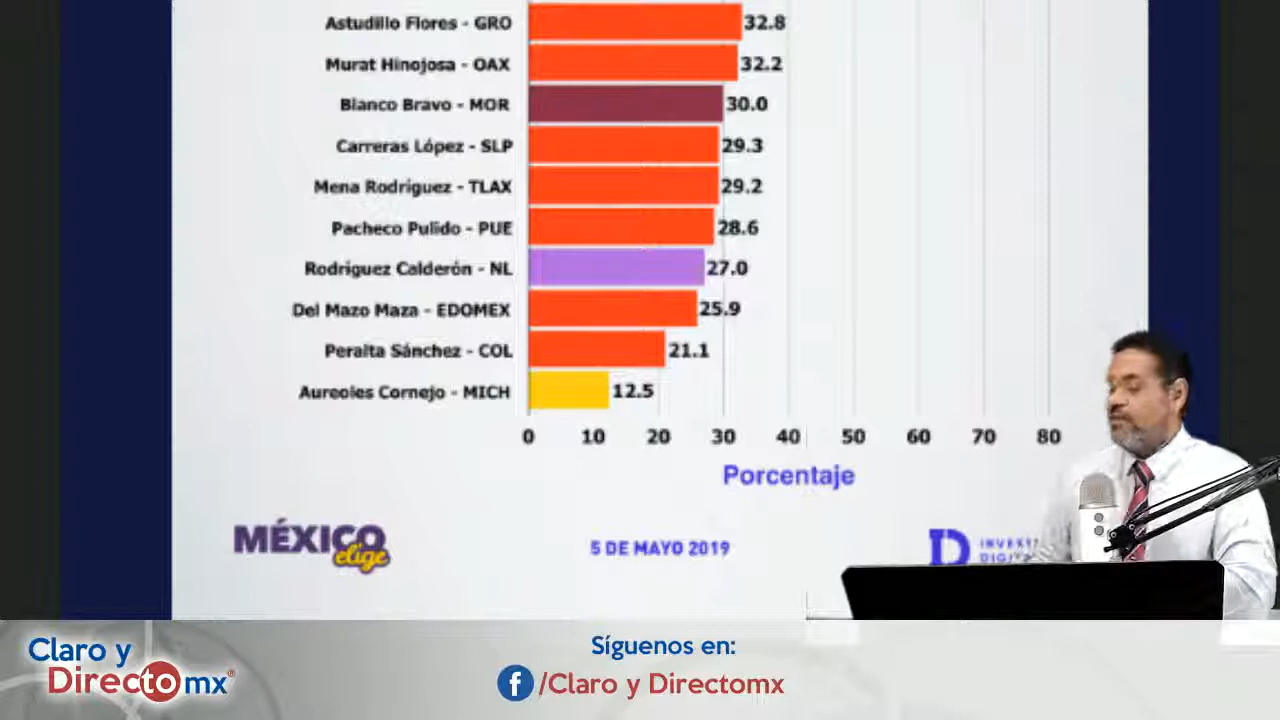 Astudillo Flores - GRO 32.8
Murat Hinojosa - OAX 32.2
Blanco Bravo - MOR 30.0
Carreras López - SLP 29.3
Mena Rodríguez - TLAX 29.2
Pacheco Pulido - PUE 28.6
Rodríguez Calderón - NL 27.0
Del Mazo Maza - EDOMEX 25.9
Peralta Sánchez - COL 21.1
Aureoles Cornejo - MICH 12.5
0 10 20 30 40 50 60 70 80
Porcentaje
MÉXICO
elige
5 DE MAYO 2019
Claro y
Directomx
Síguenos en:
/Claro y Directomx